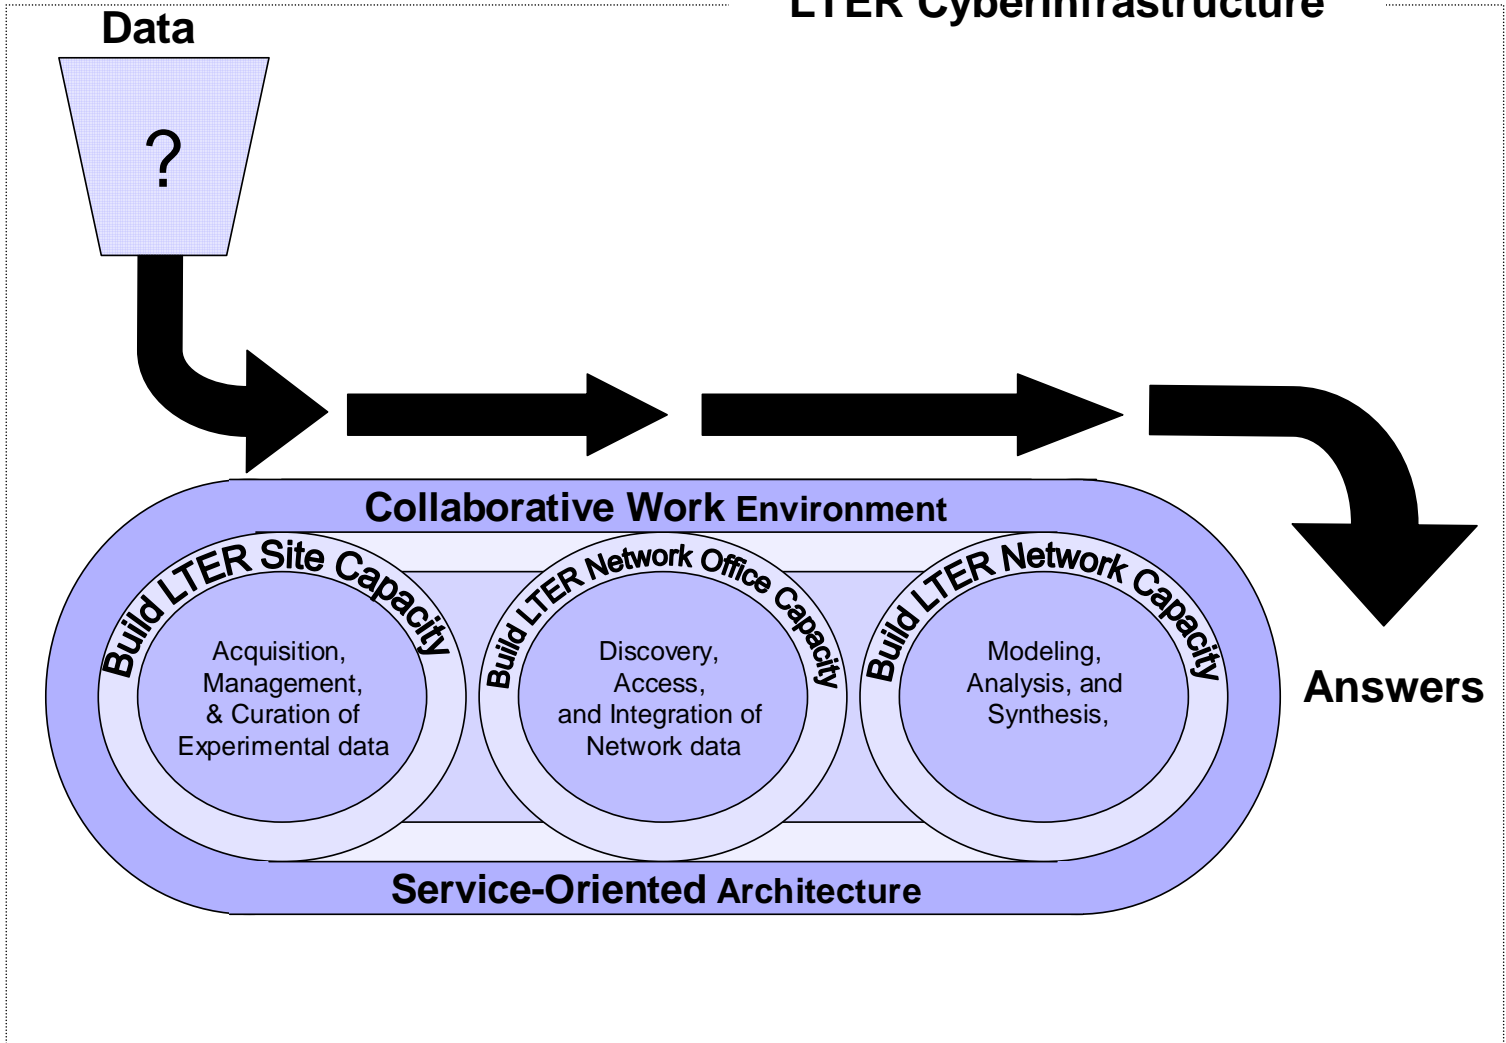 LTER Cyberinfrastructure
Data
?
Collaborative Work Environment
Build LTER Site Capacity
Acquisition,
Management,
& Curation of
Experimental data
Build LTER Network Office Capacity
Discovery,
Access,
and Integration of
Network data
Build LTER Network Capacity
Modeling,
Analysis, and
Synthesis,
Answers
Service-Oriented Architecture